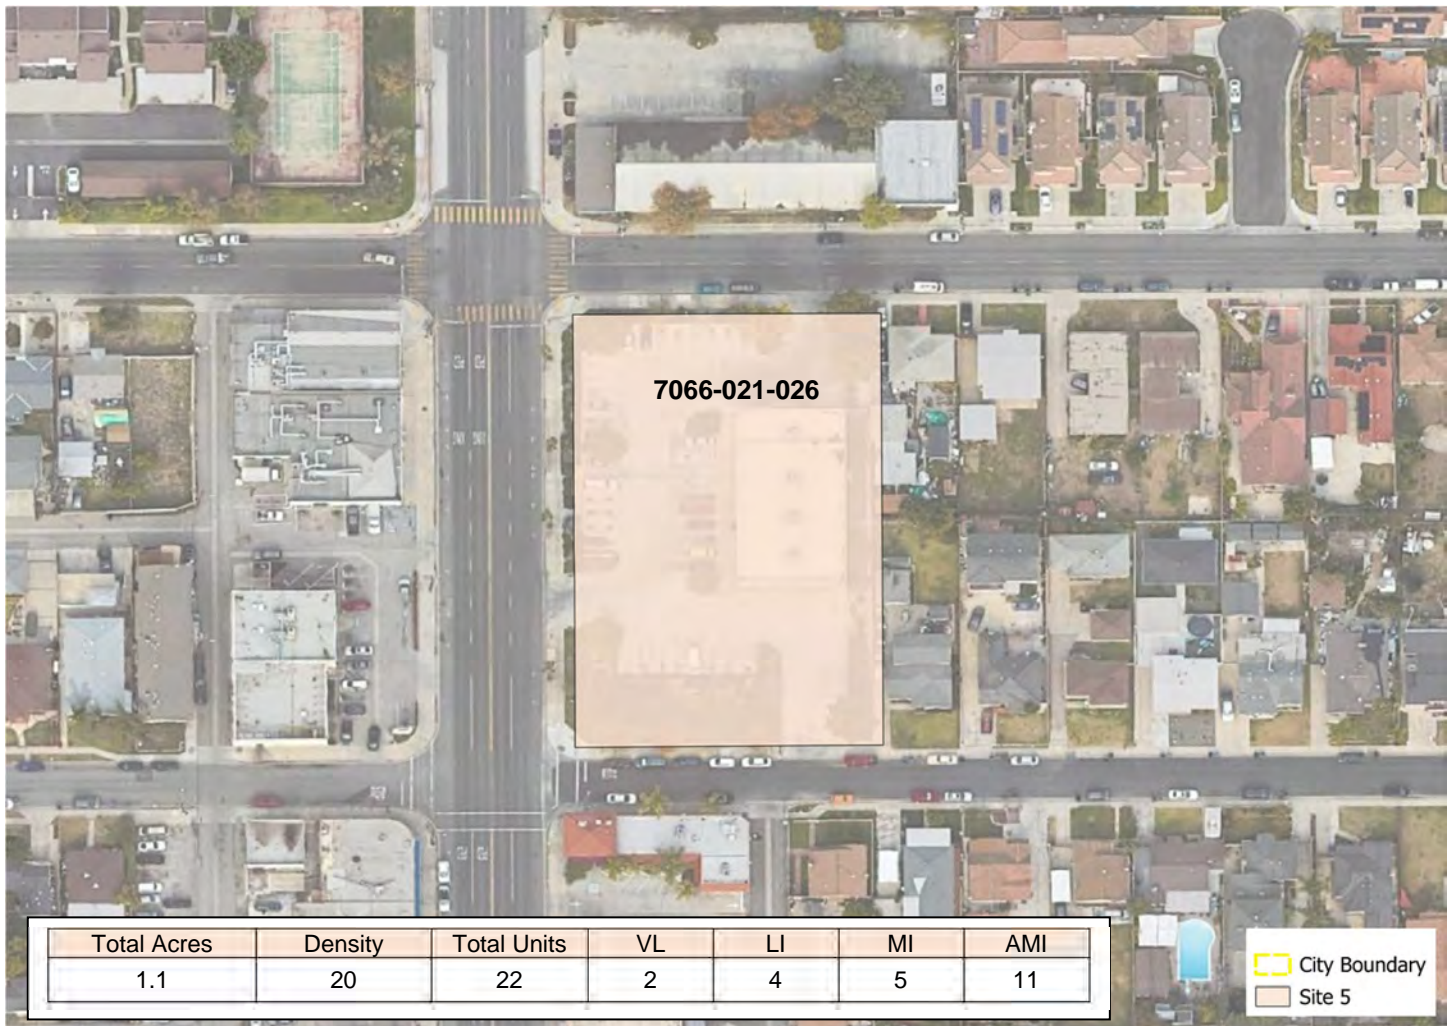 7066-021-026
Total Acres Density Total Units VL LI MI AMI
1.1 20 22 2 4 5 11
City Boundary
Site 5